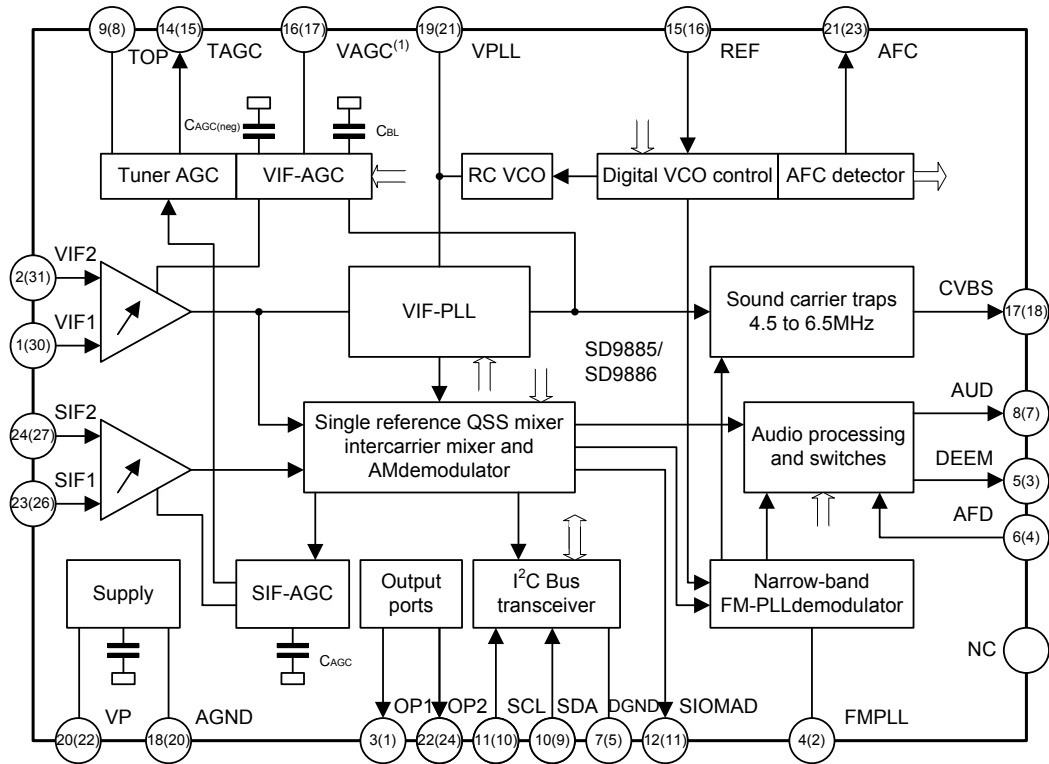 9(8)
14(15)
16(17)
19(21)
15(16)
21(23)
TOP
TAGC
VAGC(1)
VPLL
REF
AFC
CAGC(neg)
CBL
Tuner AGC
VIF-AGC
RC VCO
Digital VCO control
AFC detector
VIF2
2(31)
VIF1
1(30)
VIF-PLL
Sound carrier traps
4.5 to 6.5MHz
CVBS
17(18)
SD9885/
SD9886
SIF2
24(27)
SIF1
23(26)
Single reference QSS mixer
intercarrier mixer and
AMdemodulator
Audio processing
and switches
AUD
8(7)
DEEM
5(3)
AFD
6(4)
Supply
SIF-AGC
Output
ports
I2C Bus
transceiver
Narrow-band
FM-PLLdemodulator
NC
CAGC
VP
AGND
OP1
OP2
SCL
SDA
DGND
SIOMAD
FMPLL
20(22)
18(20)
3(1)
22(24)
11(10)
10(9)
7(5)
12(11)
4(2)